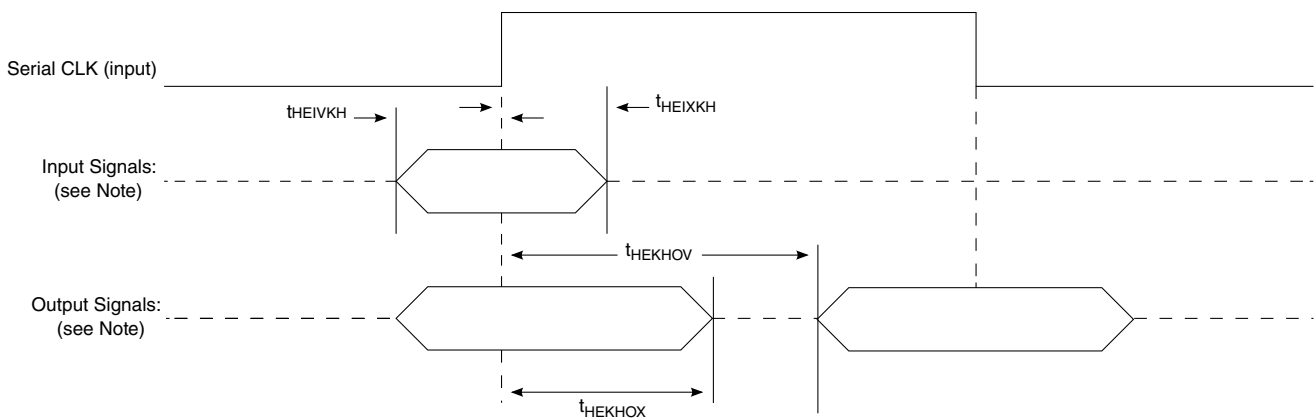 Serial CLK (input)
tHEIVKH
tHEIXKH
Input Signals:
(see Note)
tHEKHOV
Output Signals:
(see Note)
tHEKHOX